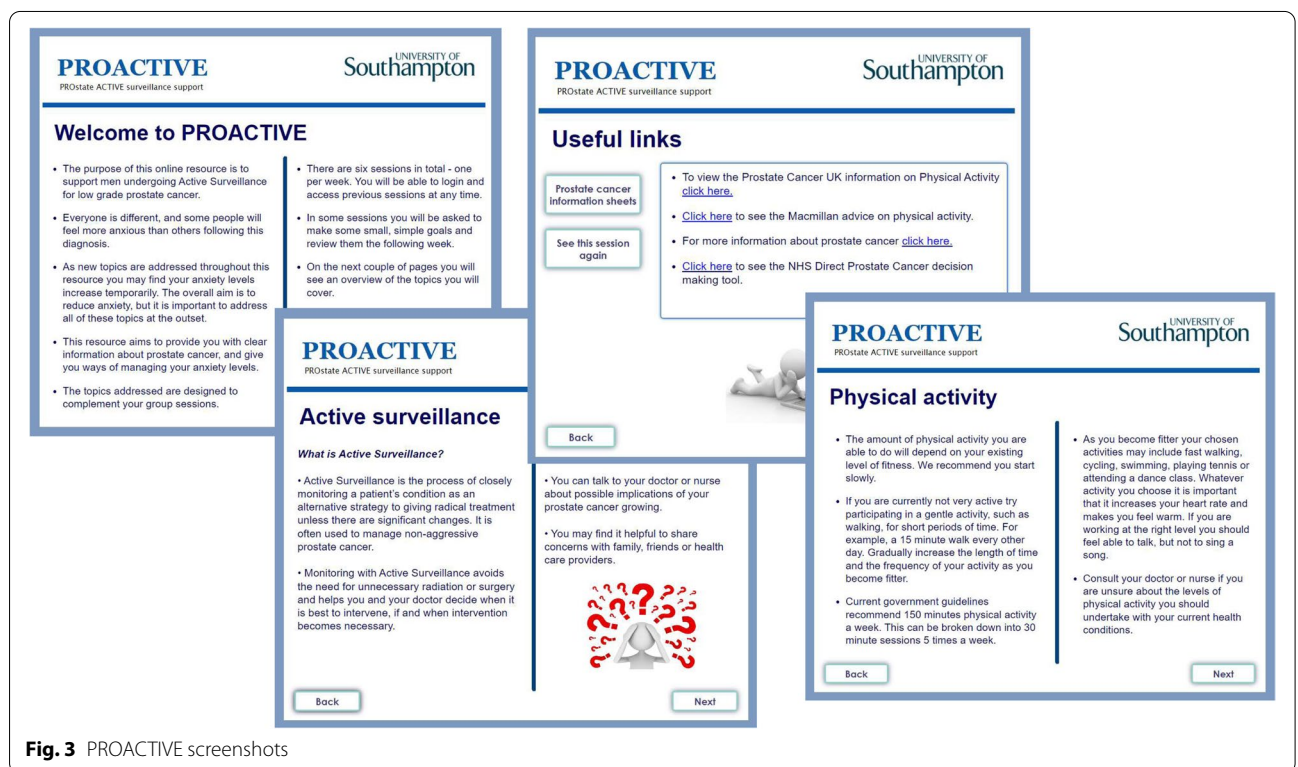 PROACTIVE
PROstate ACTIVE surveillance support
UNIVERSITY OF
Southampton
Welcome to PROACTIVE
• The purpose of this online resource is to
support men undergoing Active Surveillance
for low grade prostate cancer.
• Everyone is different, and some people will
feel more anxious than others following this
diagnosis.
• As new topics are addressed throughout this
resource you may find your anxiety levels
increase temporarily. The overall aim is to
reduce anxiety, but it is important to address
all of these topics at the outset.
• This resource aims to provide you with clear
information about prostate cancer, and give
you ways of managing your anxiety levels.
• The topics addressed are designed to
complement your group sessions.
• There are six sessions in total - one
per week. You will be able to login and
access previous sessions at any time.
• In some sessions you will be asked to
make some small, simple goals and
review them the following week.
• On the next couple of pages you will
see an overview of the topics you will
cover.
PROACTIVE
PROstate ACTIVE surveillance support
UNIVERSITY OF
Southampton
Useful links
Prostate cancer
information sheets
See this session
again
• To view the Prostate Cancer UK information on Physical Activity
click here.
• Click here to see the Macmillan advice on physical activity.
• For more information about prostate cancer click here.
• Click here to see the NHS Direct Prostate Cancer decision
making tool.
Back
PROACTIVE
PROstate ACTIVE surveillance support
Active surveillance
What is Active Surveillance?
• Active Surveillance is the process of closely
monitoring a patient's condition as an
alternative strategy to giving radical treatment
unless there are significant changes. It is
often used to manage non-aggressive
prostate cancer.
• Monitoring with Active Surveillance avoids
the need for unnecessary radiation or surgery
and helps you and your doctor decide when it
is best to intervene, if and when intervention
becomes necessary.
• You can talk to your doctor or nurse
about possible implications of your
prostate cancer growing.
• You may find it helpful to share
concerns with family, friends or health
care providers.
Back
Next
PROACTIVE
PROstate ACTIVE surveillance support
UNIVERSITY OF
Southampton
Physical activity
• The amount of physical activity you are
able to do will depend on your existing
level of fitness. We recommend you start
slowly.
• If you are currently not very active try
participating in a gentle activity, such as
walking, for short periods of time. For
example, a 15 minute walk every other
day. Gradually increase the length of time
and the frequency of your activity as you
become fitter.
• Current government guidelines
recommend 150 minutes physical activity
a week. This can be broken down into 30
minute sessions 5 times a week.
• As you become fitter your chosen
activities may include fast walking,
cycling, swimming, playing tennis or
attending a dance class. Whatever
activity you choose it is important
that it increases your heart rate and
makes you feel warm. If you are
working at the right level you should
feel able to talk, but not to sing a
song.
• Consult your doctor or nurse if you
are unsure about the levels of
physical activity you should
undertake with your current health
conditions.
Back
Next
Fig. 3 PROACTIVE screenshots